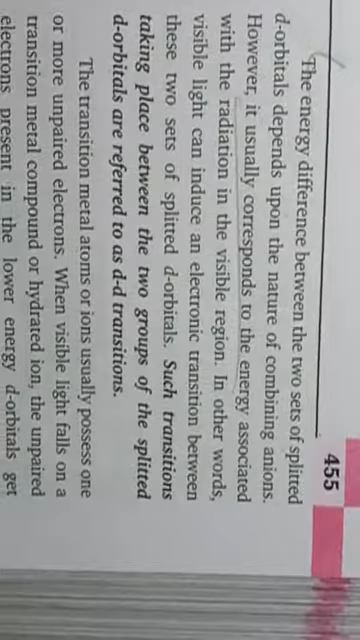 455
The energy difference between the two sets of splitted
d-orbitals depends upon the nature of combining anions.
However, it usually corresponds to the energy associated
with the radiation in the visible region. In other words,
visible light can induce an electronic transition between
these two sets of splitted d-orbitals. Such transitions
taking place between the two groups of the splitted
d-orbitals are referred to as d-d transitions.
The transition metal atoms or ions usually possess one
or more unpaired electrons. When visible light falls on a
transition metal compound or hydrated ion, the unpaired
electrons present in the lower energy d-orbitals get